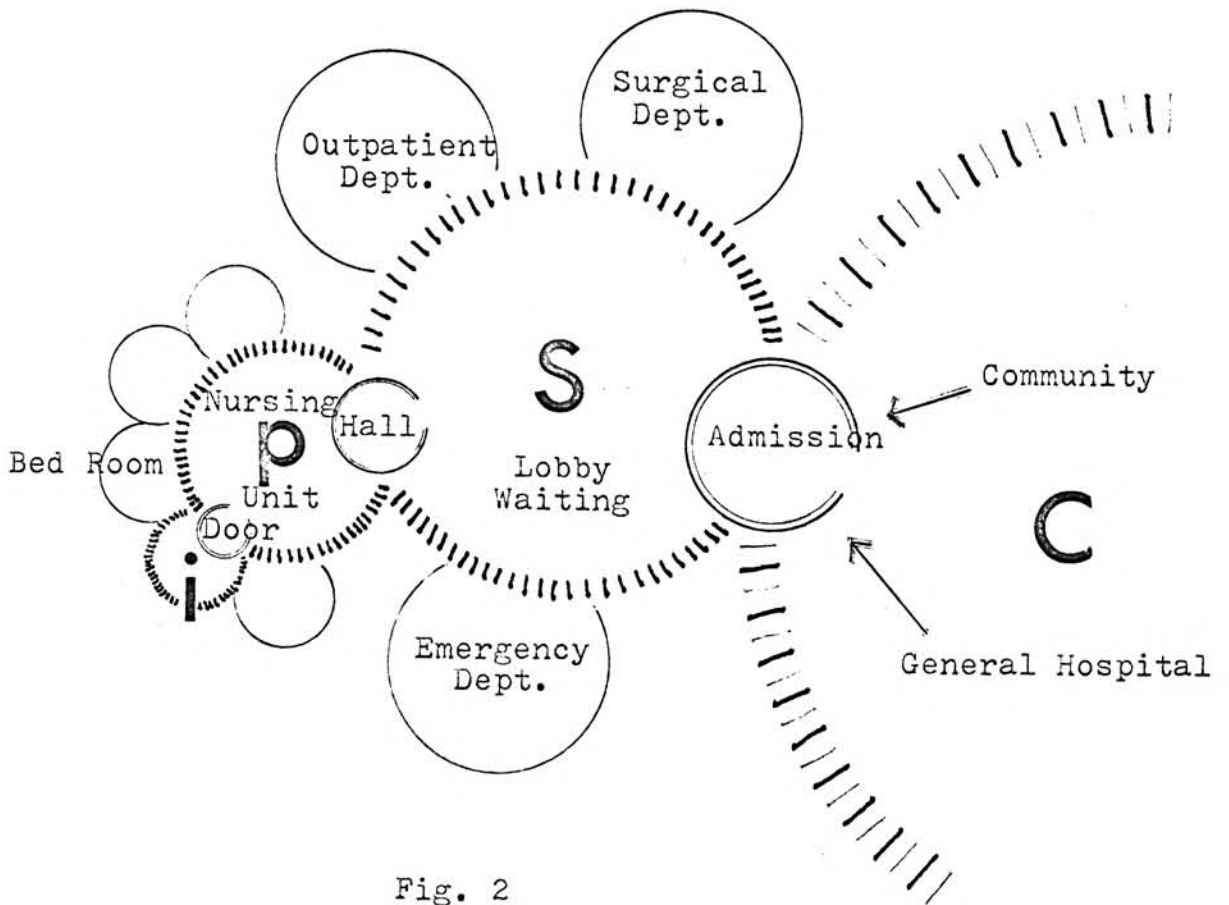 Surgical
Dept.
Outpatient
Dept.
S
Community
Nursing
Hall
Admission
p
Bed Room
Lobby
Waiting
Unit
Door
C
i
Emergency
Dept.
General Hospital
Fig. 2